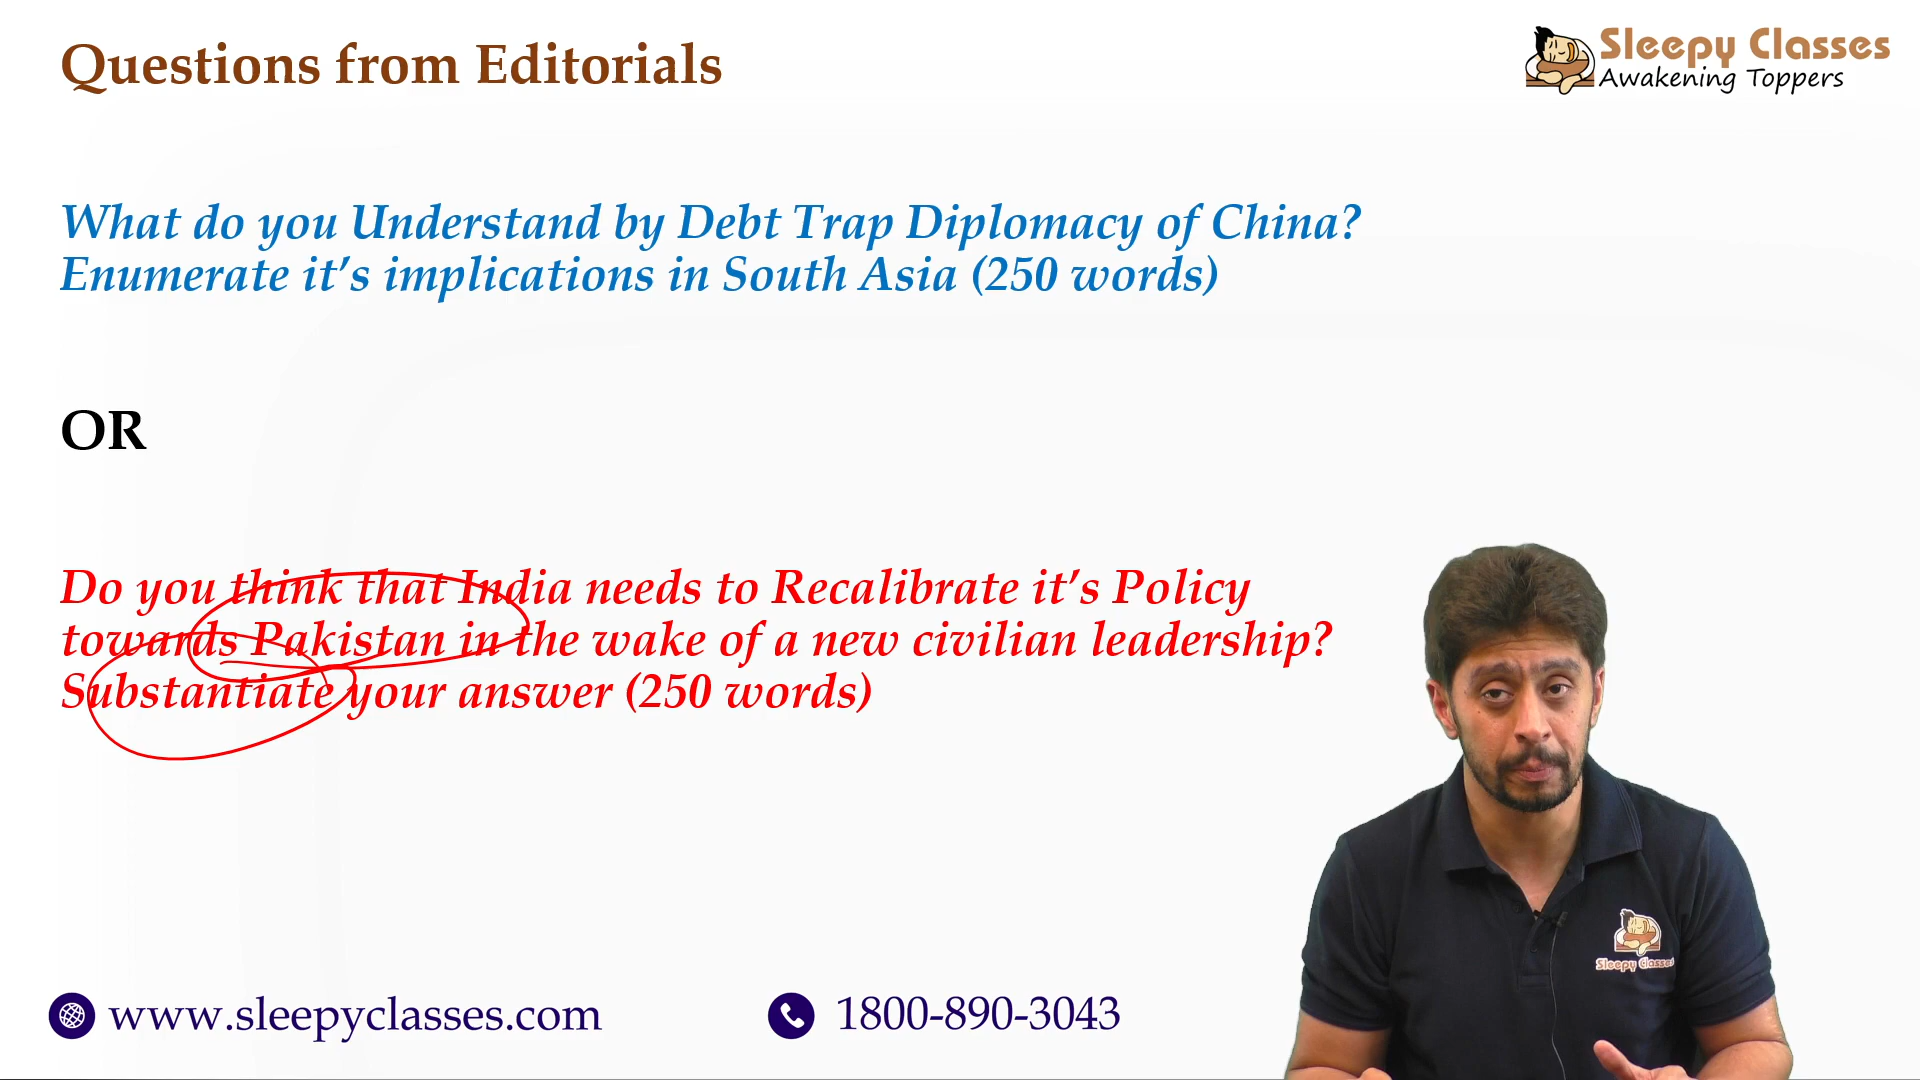 Questions from Editorials
Sleepy Classes
Awakening Toppers
What do you Understand by Debt Trap Diplomacy of China?
Enumerate it’s implications in South Asia (250 words)
OR
Do you think that India needs to Recalibrate it’s Policy
towards Pakistan in the wake of a new civilian leadership?
Substantiate your answer (250 words)
Sleepy Classes
www.sleepyclasses.com
1800-890-3043